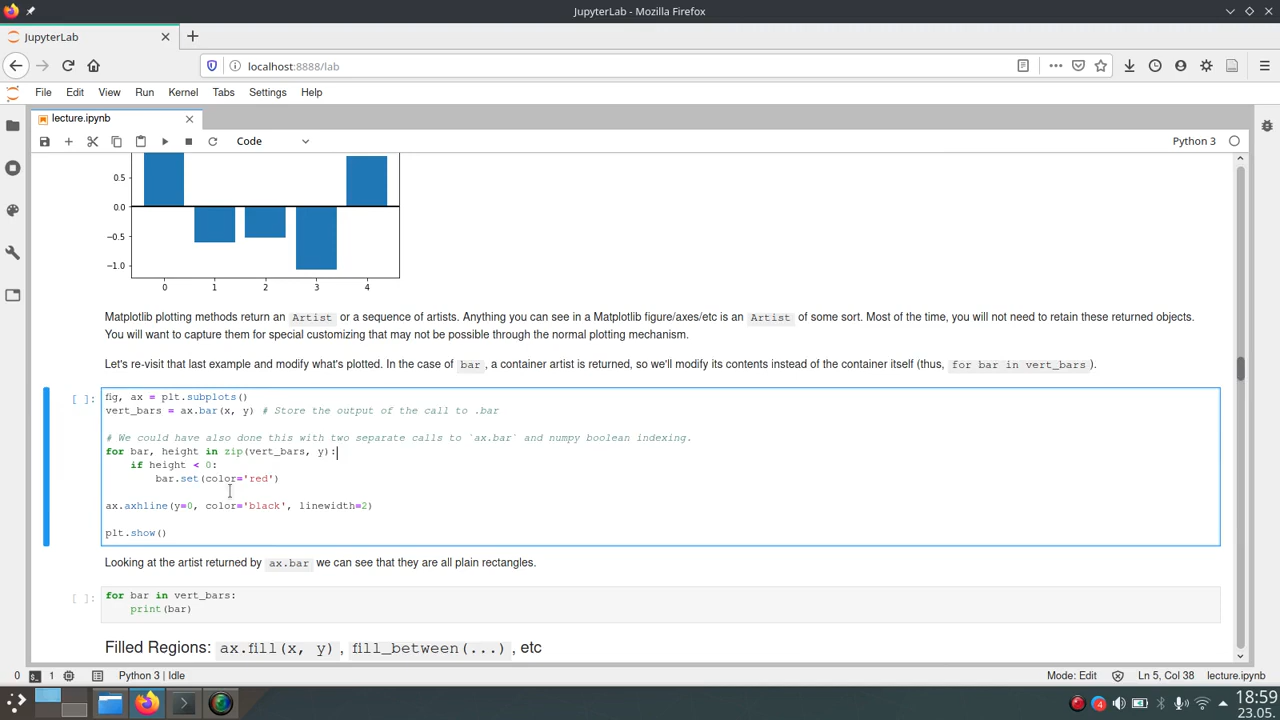 JupyterLab - Mozilla Firefox
JupyterLab
localhost:8888/lab
File Edit View Run Kernel Tabs Settings Help
lecture.ipynb
Code
Python 3
0.5
0.0
−0.5
−1.0
0 1 2 3 4
Matplotlib plotting methods return an Artist or a sequence of artists. Anything you can see in a Matplotlib figure/axes/etc is an Artist of some sort. Most of the time, you will not need to retain these returned objects.
You will want to capture them for special customizing that may not be possible through the normal plotting mechanism.
Let's re-visit that last example and modify what's plotted. In the case of bar, a container artist is returned, so we'll modify its contents instead of the container itself (thus, for bar in vert_bars).
[ ]: fig, ax = plt.subplots()
vert_bars = ax.bar(x, y) # Store the output of the call to .bar
# We could have also done this with two separate calls to `ax.bar` and numpy boolean indexing.
for bar, height in zip(vert_bars, y):
    if height < 0:
        bar.set(color='red')
ax.axhline(y=0, color='black', linewidth=2)
plt.show()
Looking at the artist returned by ax.bar we can see that they are all plain rectangles.
[ ]: for bar in vert_bars:
    print(bar)
Filled Regions: ax.fill(x, y), fill_between(...), etc
0 1 Python 3 | Idle Mode: Edit Ln 5, Col 38 lecture.ipynb
4
18:59
23.05.